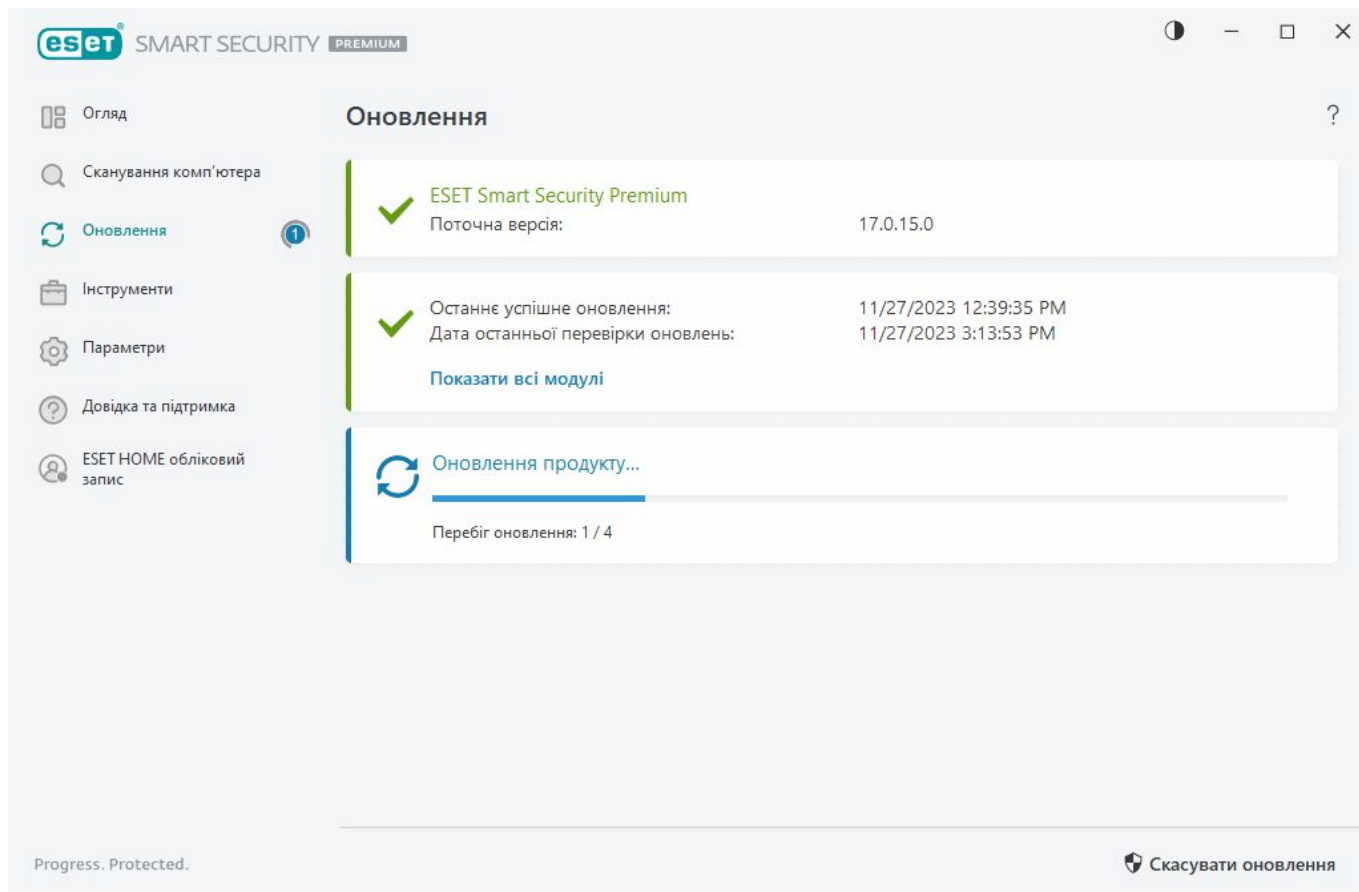 eset® SMART SECURITY PREMIUM
Огляд
Сканування комп'ютера
Оновлення
1
Інструменти
Параметри
Довідка та підтримка
ESET HOME обліковий
запис
Оновлення
?
ESET Smart Security Premium
Поточна версія: 17.0.15.0
Останнє успішне оновлення: 11/27/2023 12:39:35 PM
Дата останньої перевірки оновлень: 11/27/2023 3:13:53 PM
Показати всі модулі
Оновлення продукту...
Перебіг оновлення: 1 / 4
Progress. Protected.
Скасувати оновлення